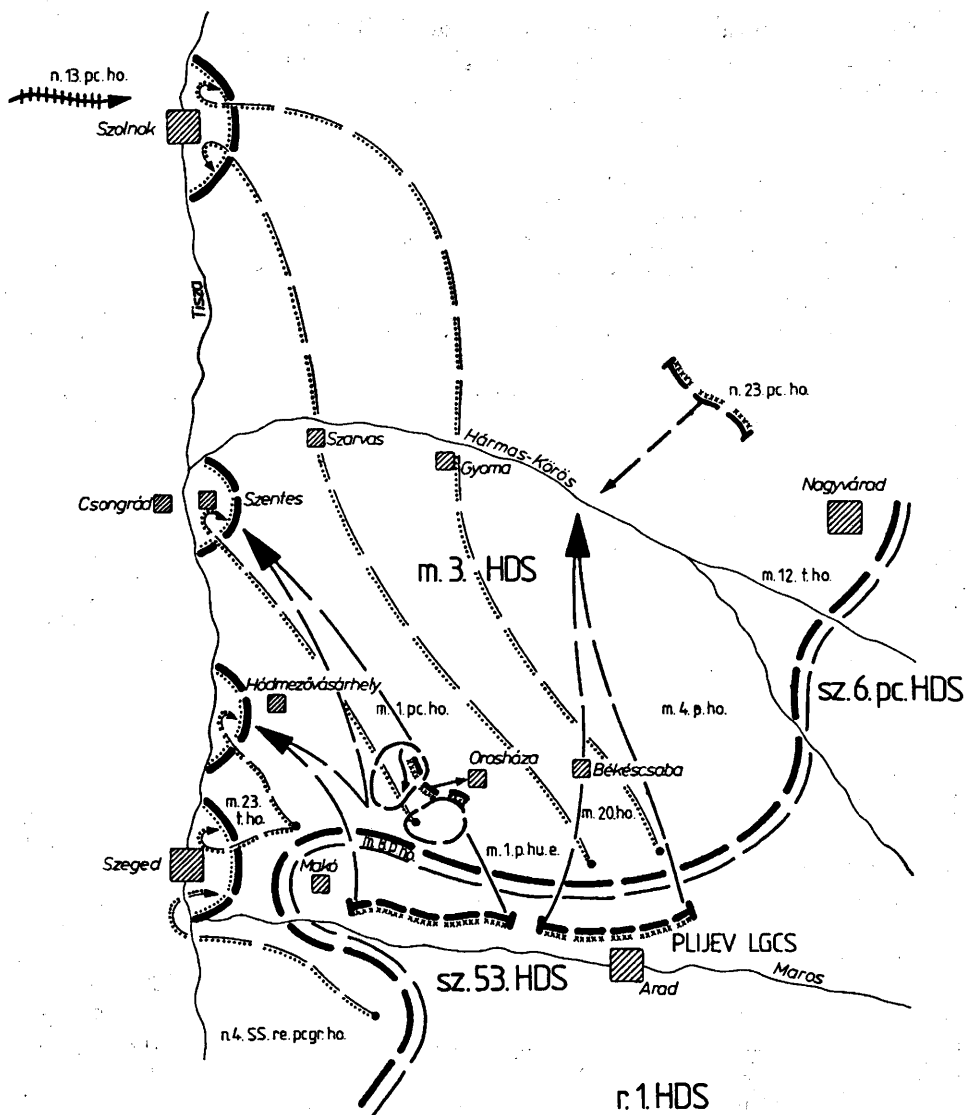 n. 13. pc. ho.
Szolnok
Tisza
n. 23. pc. ho.
Szarvas
Hármas-Körös
Gyoma
Nagyvárad
Csongrád
Szentes
m. 3. HDS
m. 12. t. ho.
sz. 6. pc. HDS
Hódmezővásárhely
m. 1. pc. ho.
m. 4. p. ho.
Orosháza
Békéscsaba
m. 23.
t. ho.
m. 20. ho.
m. 8. p. ho.
m. 1. p. hu. e.
Szeged
Makó
PLIJEV LGCS
sz. 53. HDS
Arad
Maros
n. 4. SS. re. pcgr. ho.
r. 1. HDS